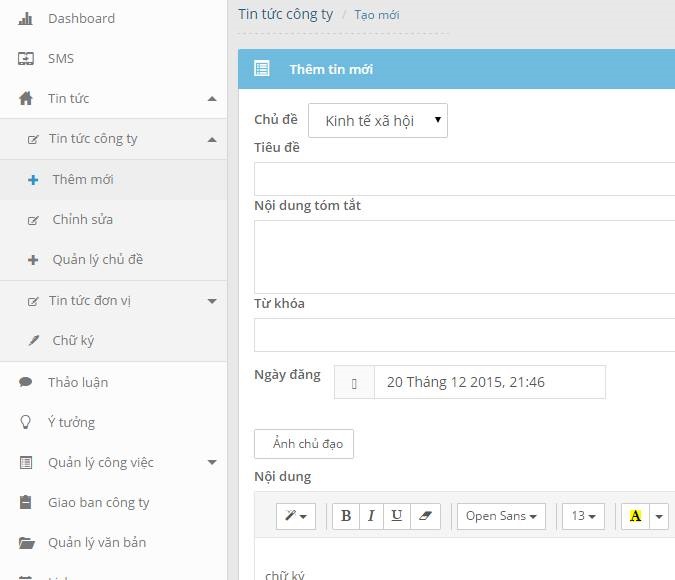 Dashboard
SMS
Tin tức
Tin tức công ty
Thêm mới
Chỉnh sửa
Quản lý chủ đề
Tin tức đơn vị
Chữ ký
Thảo luận
Ý tưởng
Quản lý công việc
Giao ban công ty
Quản lý văn bản
Tin tức công ty / Tạo mới
Thêm tin mới
Chủ đề Kinh tế xã hội
Tiêu đề
Nội dung tóm tắt
Từ khóa
Ngày đăng 20 Tháng 12 2015, 21:46
Ảnh chủ đạo
Nội dung
B I U Open Sans 13 A
chữ ký